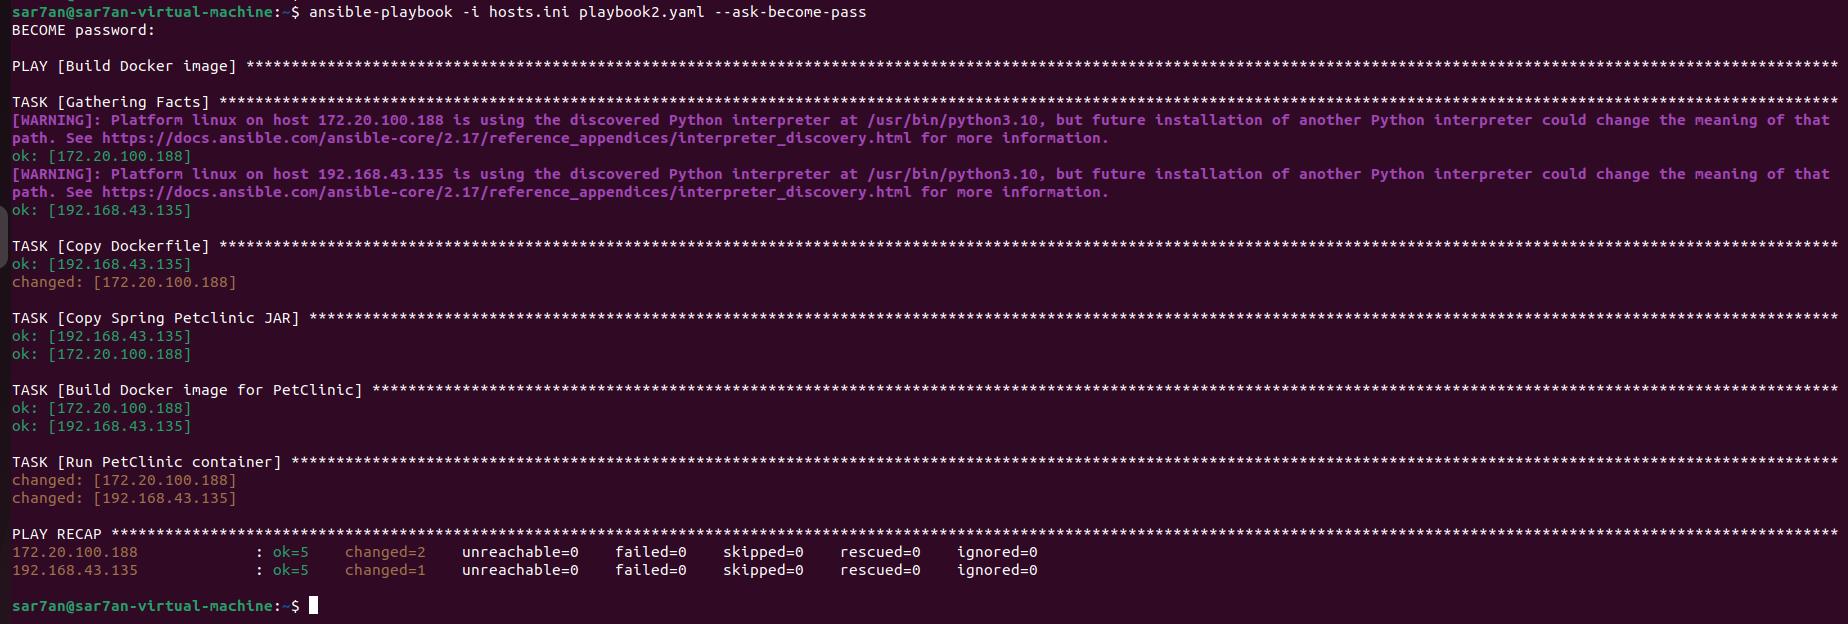 sar7an@sar7an-virtual-machine:~$ ansible-playbook -i hosts.ini playbook2.yaml --ask-become-pass
BECOME password:
PLAY [Build Docker image] *********************************************************************************************************************************************************************************
TASK [Gathering Facts] ************************************************************************************************************************************************************************************
[WARNING]: Platform linux on host 172.20.100.188 is using the discovered Python interpreter at /usr/bin/python3.10, but future installation of another Python interpreter could change the meaning of that
path. See https://docs.ansible.com/ansible-core/2.17/reference_appendices/interpreter_discovery.html for more information.
ok: [172.20.100.188]
[WARNING]: Platform linux on host 192.168.43.135 is using the discovered Python interpreter at /usr/bin/python3.10, but future installation of another Python interpreter could change the meaning of that
path. See https://docs.ansible.com/ansible-core/2.17/reference_appendices/interpreter_discovery.html for more information.
ok: [192.168.43.135]
TASK [Copy Dockerfile] ************************************************************************************************************************************************************************************
ok: [192.168.43.135]
changed: [172.20.100.188]
TASK [Copy Spring Petclinic JAR] **************************************************************************************************************************************************************************
ok: [192.168.43.135]
ok: [172.20.100.188]
TASK [Build Docker image for PetClinic] *******************************************************************************************************************************************************************
ok: [172.20.100.188]
ok: [192.168.43.135]
TASK [Run PetClinic container] ****************************************************************************************************************************************************************************
changed: [172.20.100.188]
changed: [192.168.43.135]
PLAY RECAP ************************************************************************************************************************************************************************************************
172.20.100.188             : ok=5    changed=2    unreachable=0    failed=0    skipped=0    rescued=0    ignored=0
192.168.43.135             : ok=5    changed=1    unreachable=0    failed=0    skipped=0    rescued=0    ignored=0
sar7an@sar7an-virtual-machine:~$